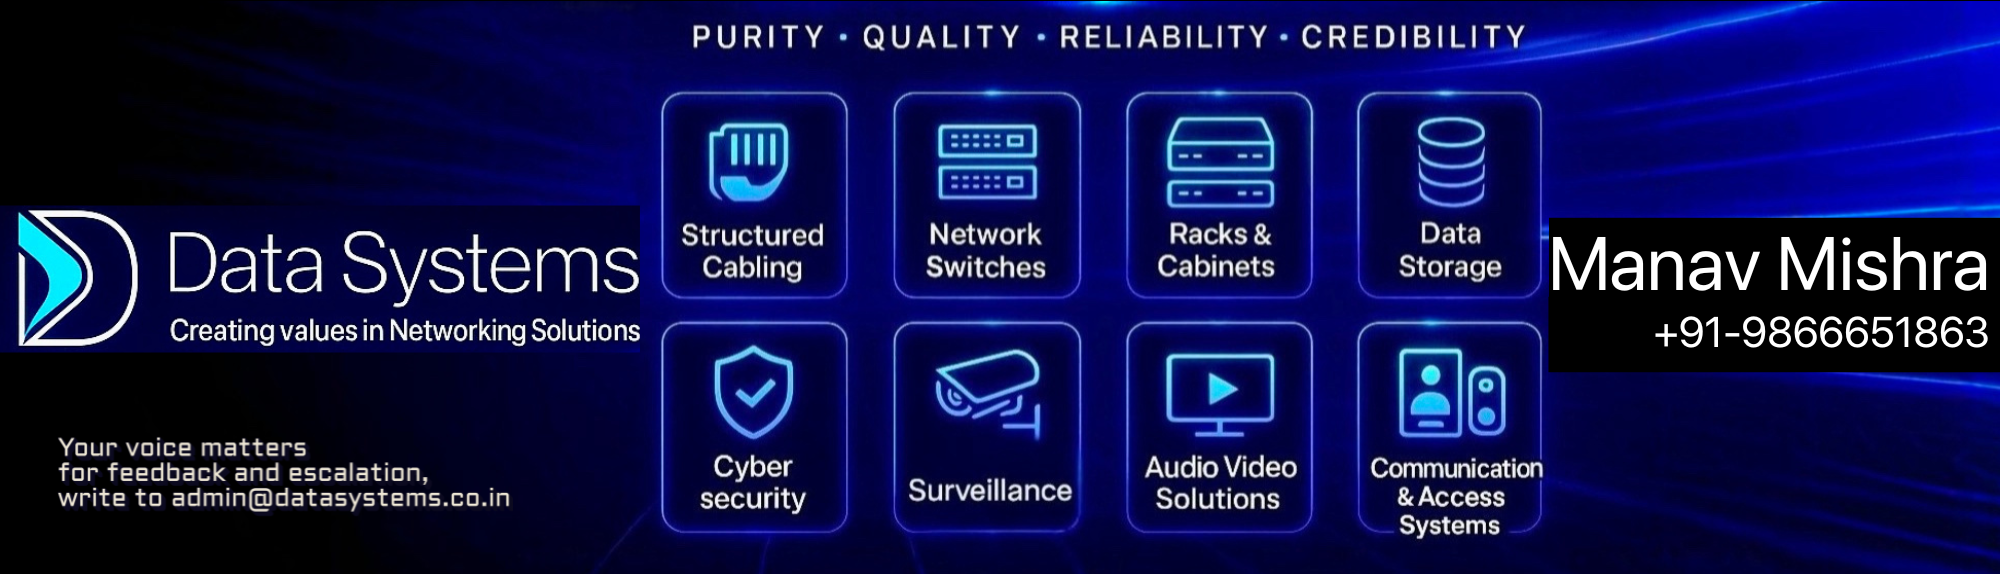 PURITY • QUALITY • RELIABILITY • CREDIBILITY
Data Systems
Creating values in Networking Solutions
Your voice matters
for feedback and escalation,
write to admin@datasystems.co.in
Structured
Cabling
Network
Switches
Racks &
Cabinets
Data
Storage
Cyber
security
Surveillance
Audio Video
Solutions
Communication
& Access
Systems
Manav Mishra
+91-9866651863